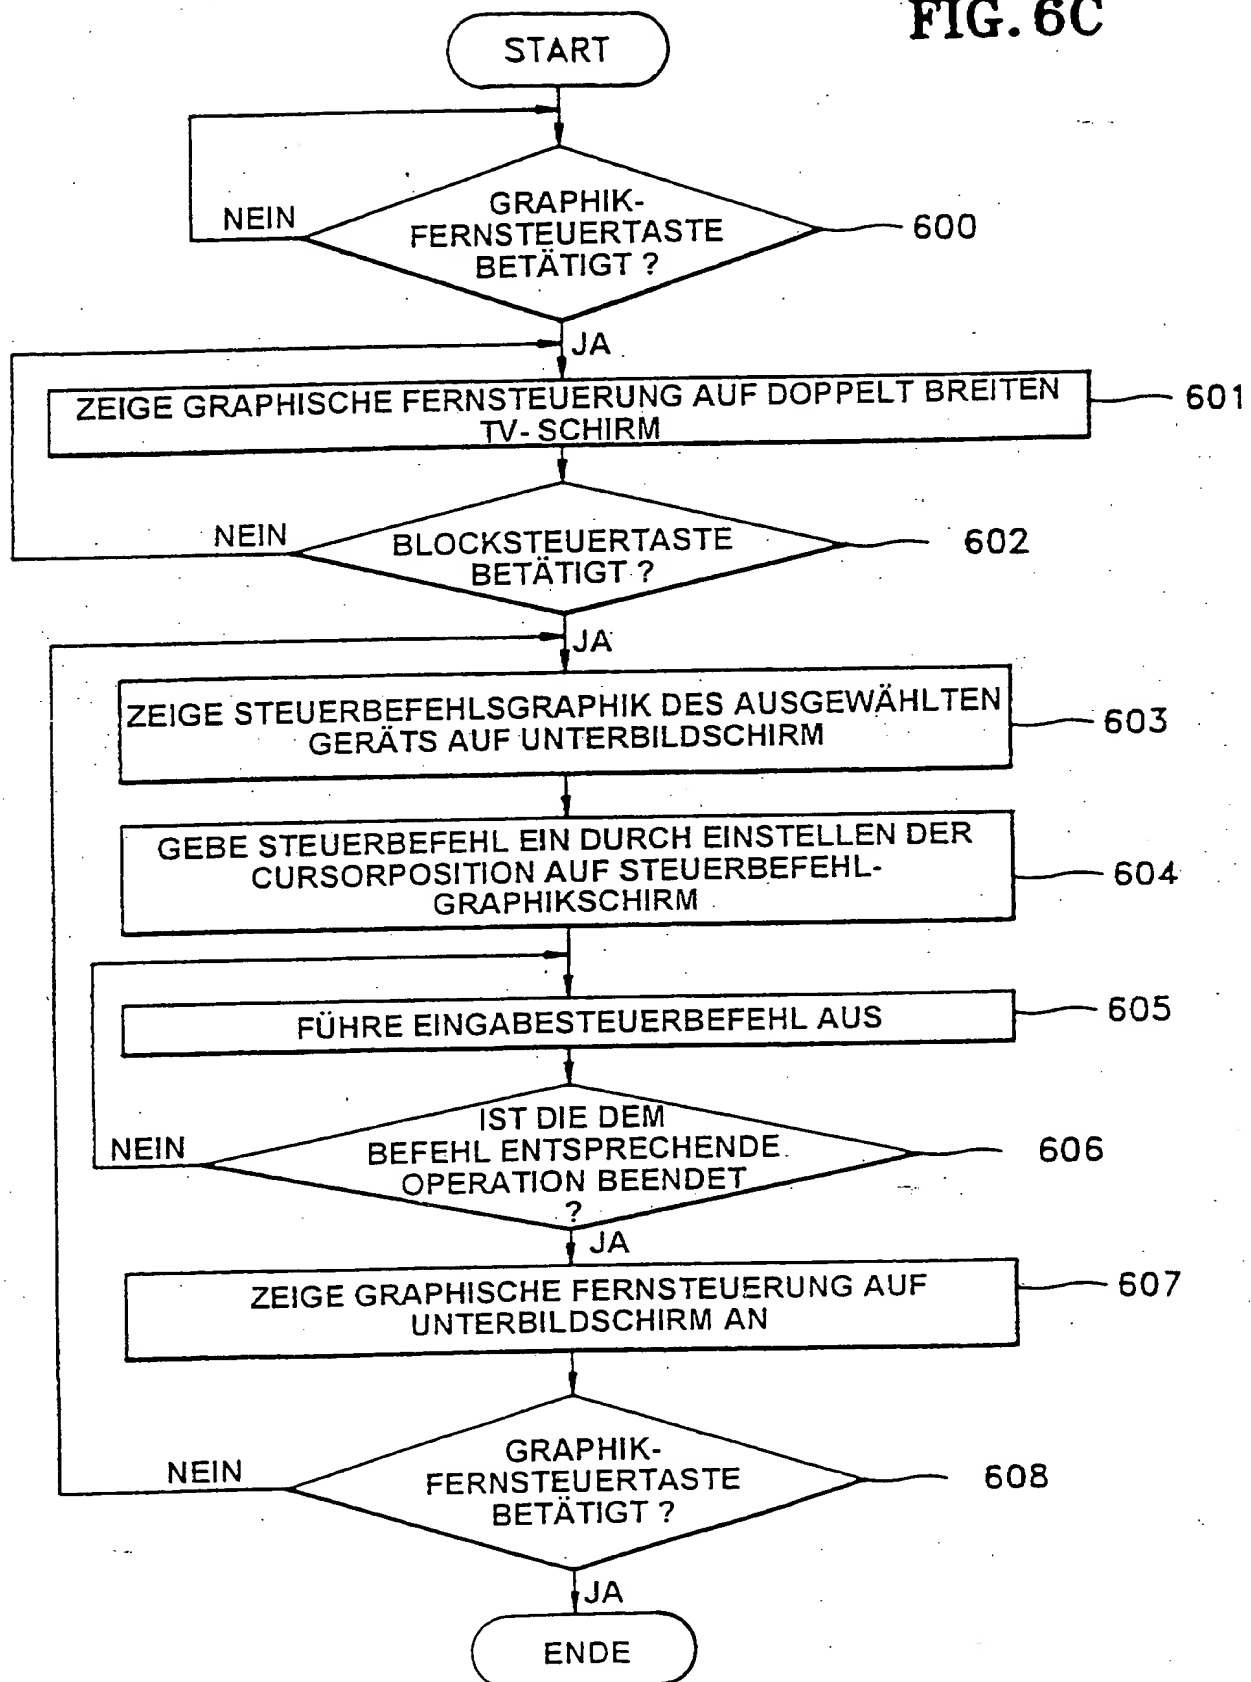 FIG. 6C
START
NEIN
GRAPHIK-
FERNSTEUERTASTE
BETÄTIGT ?
600
JA
ZEIGE GRAPHISCHE FERNSTEUERUNG AUF DOPPELT BREITEN
TV-SCHIRM
601
NEIN
BLOCKSTEUERTASTE
BETÄTIGT ?
602
JA
ZEIGE STEUERBEFEHLSGRAPHIK DES AUSGEWÄHLTEN
GERÄTS AUF UNTERBILDSCHIRM
603
GEBE STEUERBEFEHL EIN DURCH EINSTELLEN DER
CURSORPOSITION AUF STEUERBEFEHL-
GRAPHIKSCHIRM
604
FÜHRE EINGABESTEUERBEFEHL AUS
605
NEIN
IST DIE DEM
BEFEHL ENTSPRECHENDE
OPERATION BEENDET
?
606
JA
ZEIGE GRAPHISCHE FERNSTEUERUNG AUF
UNTERBILDSCHIRM AN
607
NEIN
GRAPHIK-
FERNSTEUERTASTE
BETÄTIGT ?
608
JA
ENDE